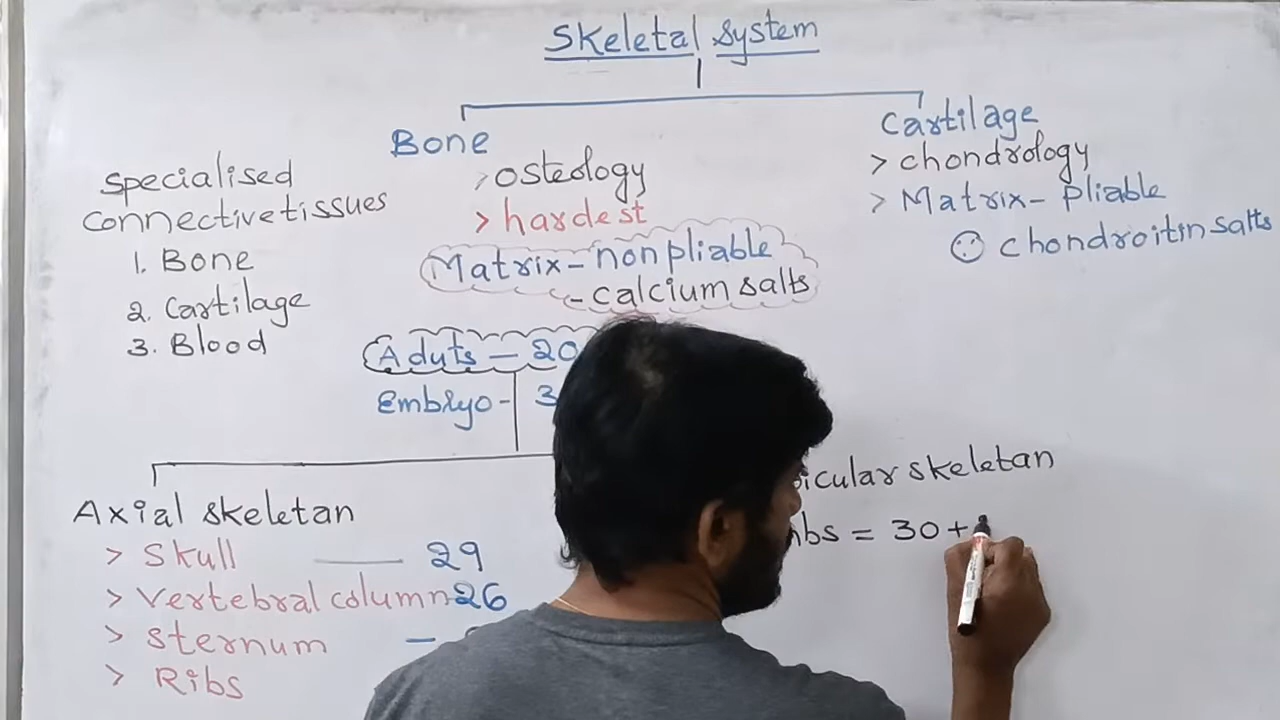 Skeletal system
Bone
> osteology
> hardest
Matrix - non pliable
- calcium salts
Cartilage
> chondrology
> Matrix - pliable
chondroitin salts
specialised
connective tissues
1. Bone
2. Cartilage
3. Blood
Aduts - 20
Embryo - 3
Axial skeletan
> Skull 29
> vertebral column 26
> Sternum -
> Ribs
icular skeletan
bs = 30+